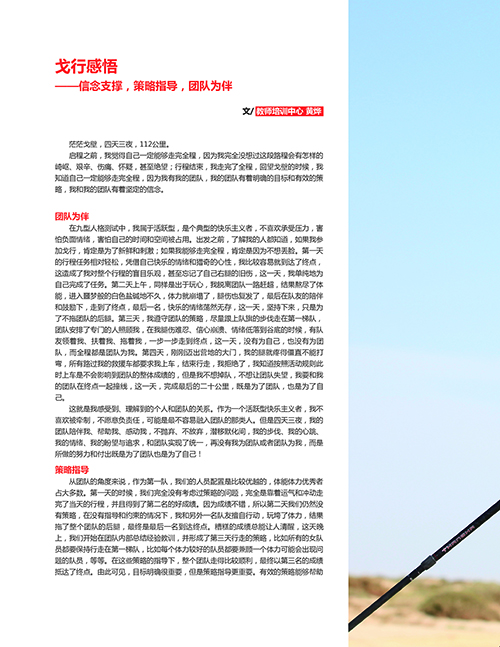 戈行感悟
——信念支撑，策略指导，团队为伴
文/ 教师培训中心 黄烨
茫茫戈壁，四天三夜，112公里。
启程之前，我觉得自己一定能够走完全程，因为我完全没想过这段路程会有怎样的
崎岖、艰辛、伤痛、怀疑，甚至绝望；行程结束，我走完了全程，回望戈壁的时候，我
知道自己一定能够走完全程，因为我有我的团队，我的团队有着明确的目标和有效的策
略，我和我的团队有着坚定的信念。
团队为伴
在九型人格测试中，我属于活跃型，是个典型的快乐主义者，不喜欢承受压力，害
怕负面情绪，害怕自己的时间和空间被占用。出发之前，了解我的人都知道，如果我参
加戈行，肯定是为了新鲜和刺激；如果我能够走完全程，肯定是因为不想丢脸。第一天
的行程任务相对轻松，凭借自己快乐的情绪和猎奇的心性，我比较容易就到达了终点，
这造成了我对整个行程的盲目乐观，甚至忘记了自己右腿的旧伤，这一天，我单纯地为
自己完成了任务。第二天上午，同样是出于玩心，我脱离团队一路赶超，结果熬尽了体
能，进入噩梦般的白色盐碱地不久，体力就崩塌了，腿伤也复发了，最后在队友的陪伴
和鼓励下，走到了终点，最后一名，快乐的情绪荡然无存，这一天，坚持下来，只是为
了不拖团队的后腿。第三天，我遵守团队的策略，尽量跟上队旗的步伐走在第一梯队，
团队安排了专门的人照顾我，在我腿伤难忍、信心崩溃、情绪低落到谷底的时候，有队
友领着我、扶着我、拖着我，一步一步走到终点，这一天，没有为自己，也没有为团
队，而全程都是团队为我。第四天，刚刚迈出营地的大门，我的腿就疼得僵直不能打
弯，所有路过我的救援车都要求我上车，结束行走，我拒绝了，我知道按照活动规则此
时上车是不会影响到团队的整体成绩的，但是我不想掉队，不想让团队失望，我要和我
的团队在终点一起撞线，这一天，完成最后的二十公里，既是为了团队，也是为了自
己。
这就是我感受到、理解到的个人和团队的关系。作为一个活跃型快乐主义者，我不
喜欢被牵制，不愿意负责任，可能是最不容易融入团队的那类人。但是四天三夜，我的
团队陪伴我、帮助我、感动我，不抛弃、不放弃，潜移默化间，我的步伐、我的心跳、
我的情绪、我的盼望与追求，和团队实现了统一，再没有我为团队或者团队为我，而是
所做的努力和付出既是为了团队也是为了自己！
策略指导
从团队的角度来说，作为第一队，我们的人员配置是比较优越的，体能体力优秀者
占大多数。第一天的时候，我们完全没有考虑过策略的问题，完全是靠着运气和冲动走
完了当天的行程，并且得到了第二名的好成绩。因为成绩不错，所以第二天我们仍然没
有策略，在没有指导和约束的情况下，我和另外一名队友擅自行动，玩垮了体力，结果
拖了整个团队的后腿，最终是最后一名到达终点。糟糕的成绩总能让人清醒，这天晚
上，我们开始在团队内部总结经验教训，并形成了第三天行走的策略，比如所有的女队
员都要保持行走在第一梯队，比如每个体力较好的队员都要兼顾一个体力可能会出现问
题的队员，等等。在这些策略的指导下，整个团队走得比较顺利，最终以第三名的成绩
抵达了终点。由此可见，目标明确很重要，但是策略指导更重要。有效的策略能够帮助